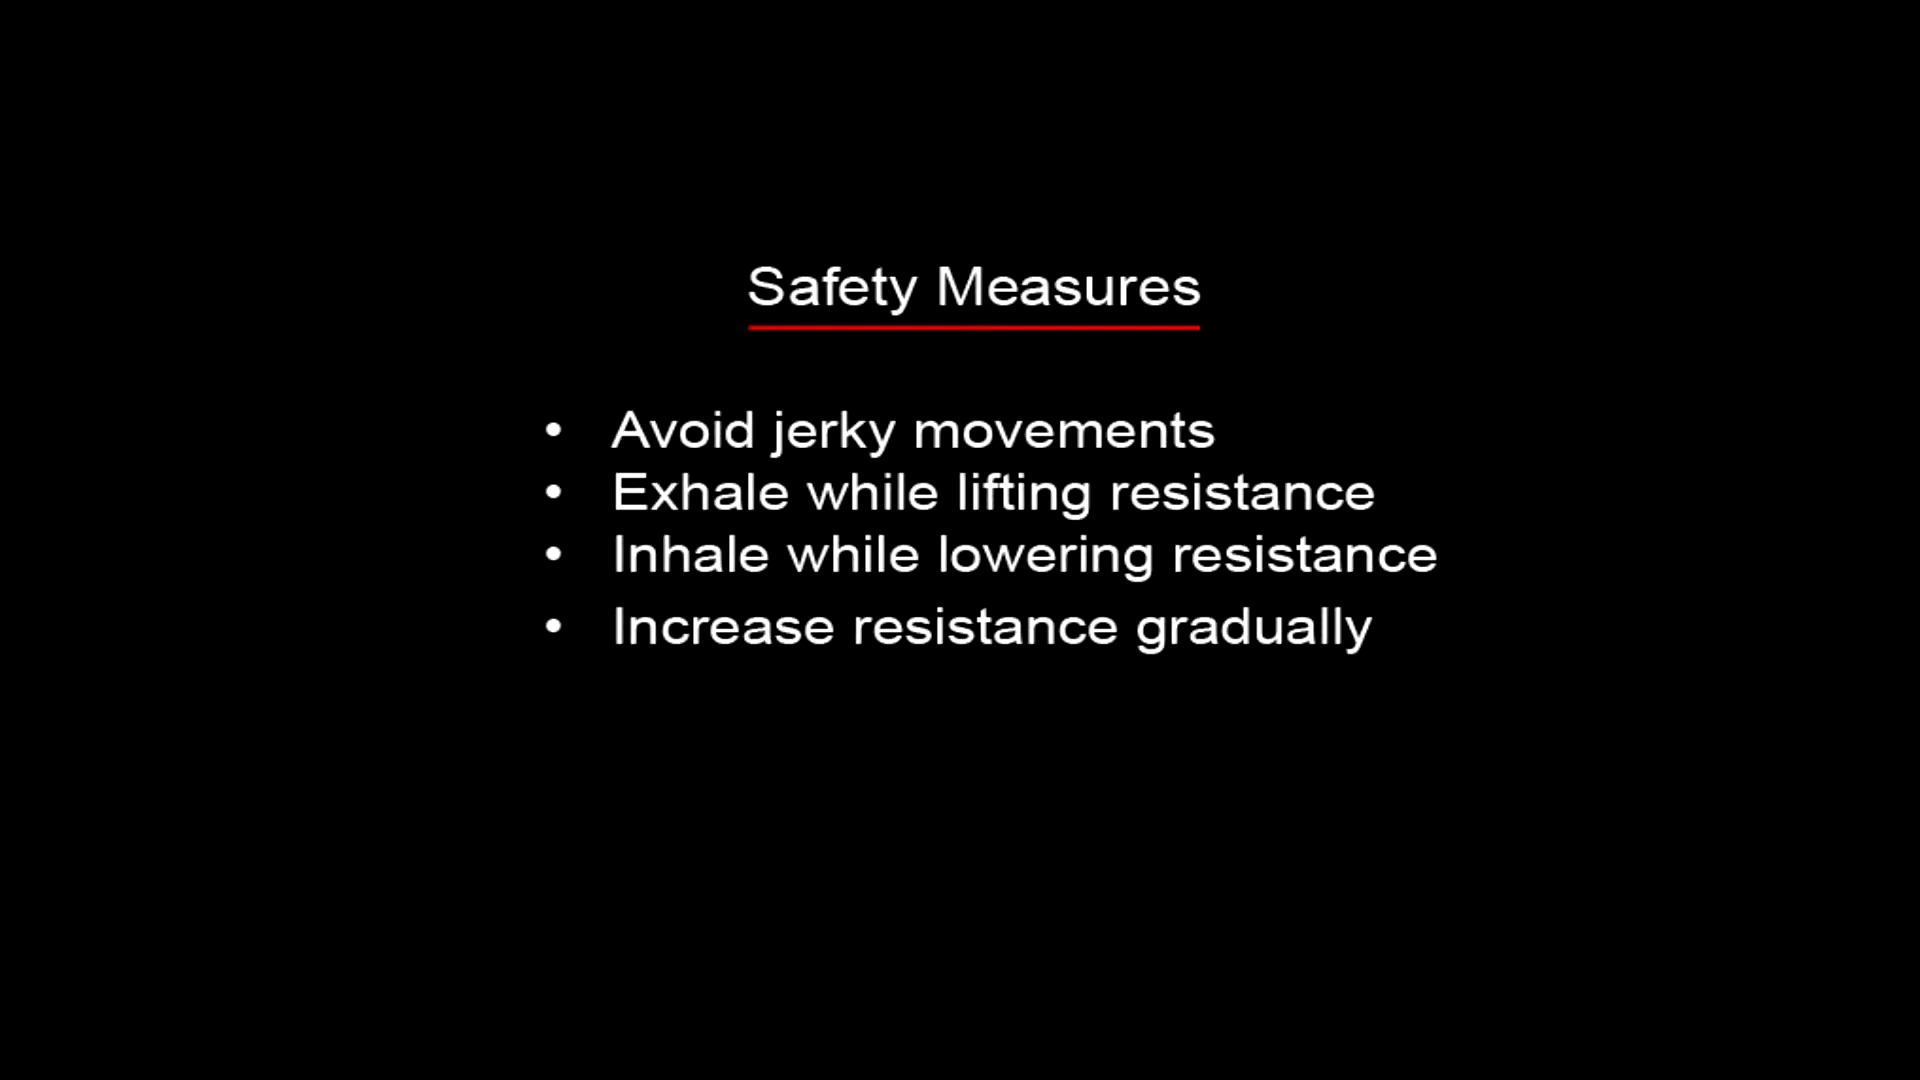 Safety Measures
• Avoid jerky movements
• Exhale while lifting resistance
• Inhale while lowering resistance
• Increase resistance gradually